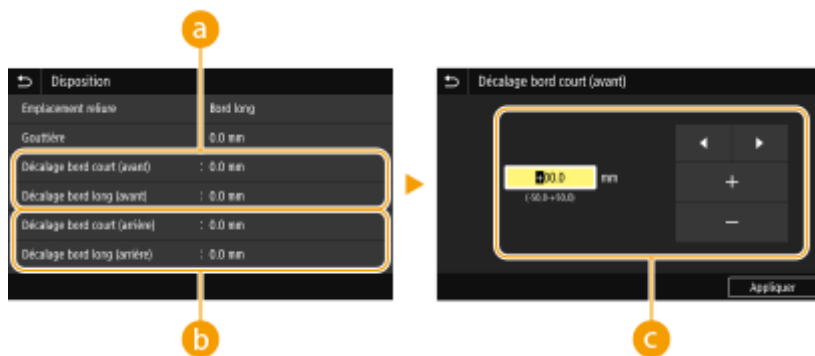 a
Disposition
Emplacement reliure Bord long
Gouttière 0.0 mm
Décalage bord court (avant) : 0.0 mm
Décalage bord long (avant) : 0.0 mm
Décalage bord court (arrière) : 0.0 mm
Décalage bord long (arrière) : 0.0 mm
b
Décalage bord court (avant)
+00.0 mm
(-50.0-+50.0)
+
−
Appliquer
c